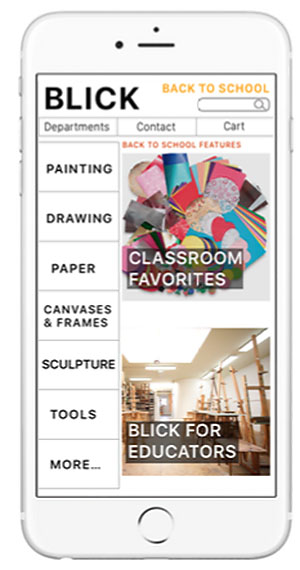 BLICK
BACK TO SCHOOL
Departments
Contact
Cart
BACK TO SCHOOL FEATURES
PAINTING
DRAWING
PAPER
CANVASES
& FRAMES
SCULPTURE
TOOLS
MORE...
CLASSROOM
FAVORITES
BLICK FOR
EDUCATORS